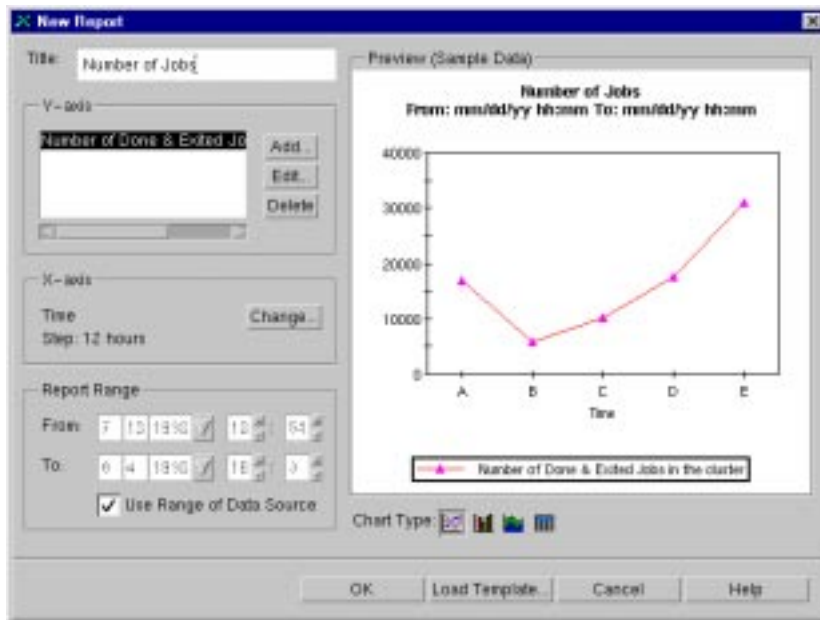 New Report
Title: Number of Jobs
Y-axis
Number of Done & Exited Jo
Add...
Edit...
Delete
X-axis
Time
Step: 12 hours
Change...
Report Range
From:
To:
Use Range of Data Source
Preview (Sample Data)
Number of Jobs
From: mm/dd/yy hh:mm To: mm/dd/yy hh:mm
40000
30000
20000
10000
0
A B C D E
Time
Number of Done & Exited Jobs in the cluster
Chart Type:
OK Load Template... Cancel Help